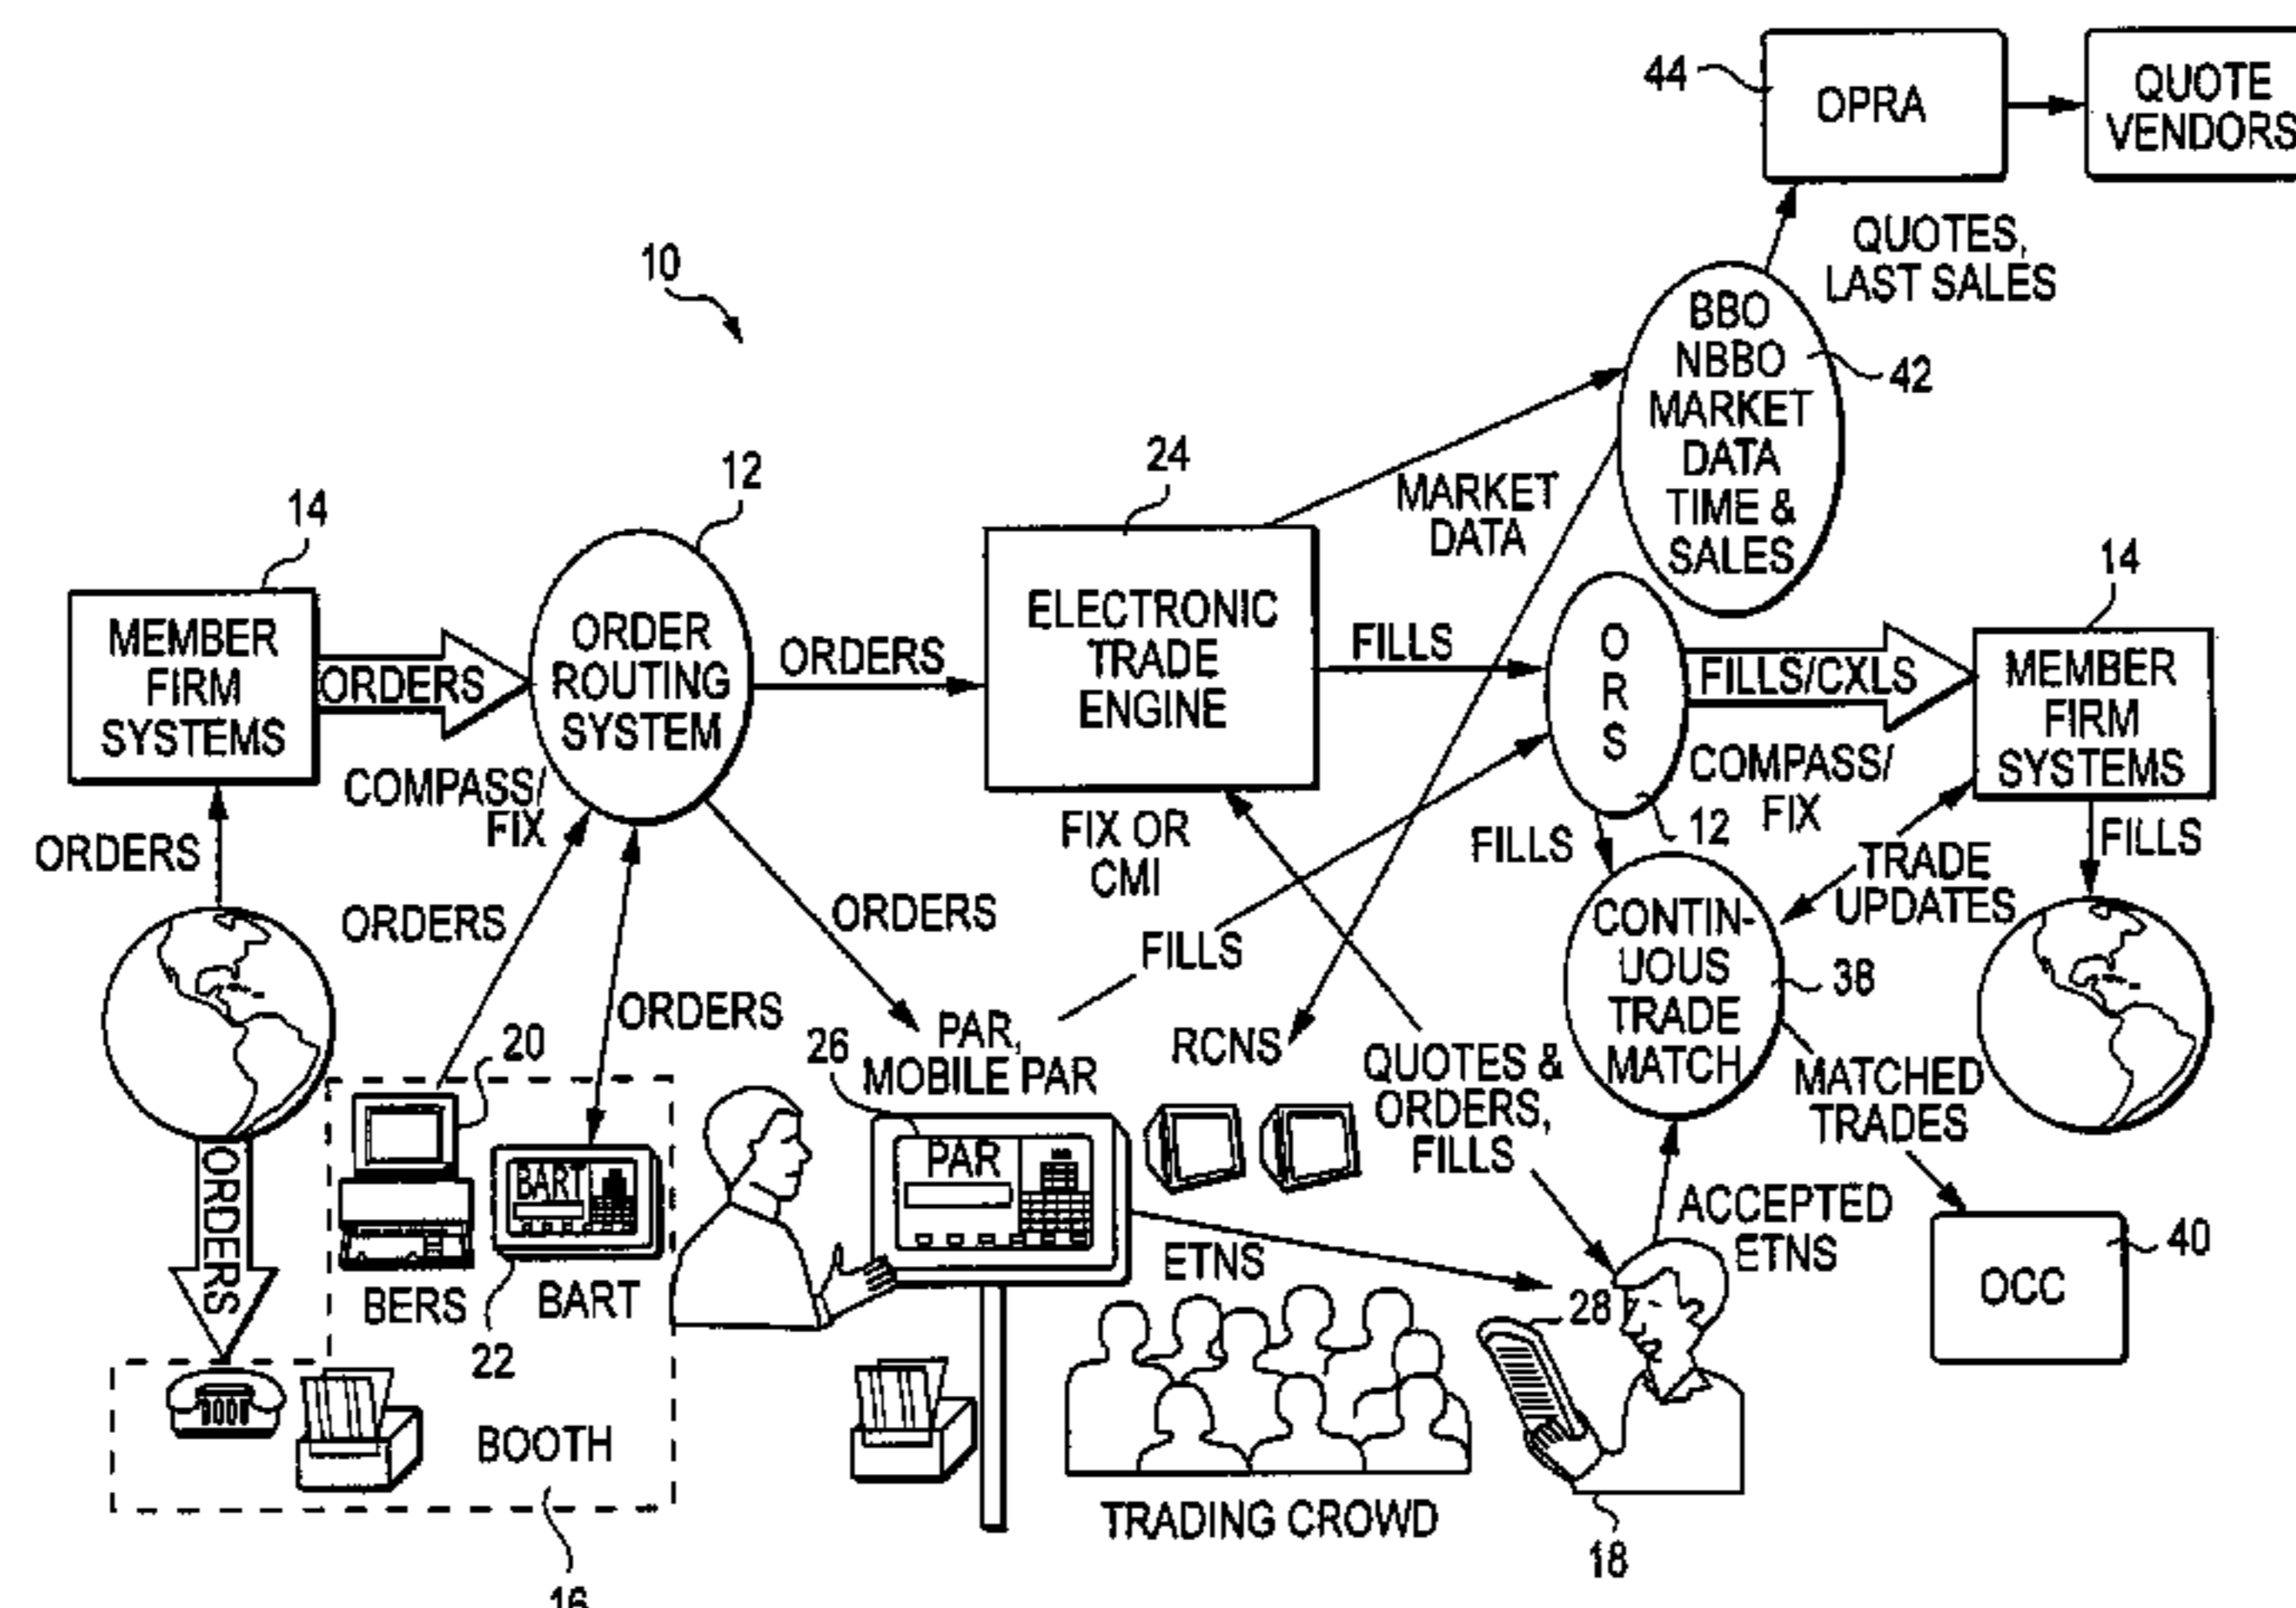 44
OPRA
QUOTE
VENDORS
QUOTES,
LAST SALES
10
BBO
NBBO
MARKET
DATA
TIME &
SALES
42
MARKET
DATA
14
MEMBER
FIRM
SYSTEMS
ORDERS
12
ORDER
ROUTING
SYSTEM
COMPASS/
FIX
ORDERS
24
ELECTRONIC
TRADE
ENGINE
FIX OR
CMI
FILLS
O
R
S
12
FILLS/CXLS
COMPASS/
FIX
14
MEMBER
FIRM
SYSTEMS
FILLS
ORDERS
ORDERS
ORDERS
ORDERS
FILLS
FILLS
TRADE
UPDATES
CONTIN-
UOUS
TRADE
MATCH
38
MATCHED
TRADES
OCC
40
ORDERS
20
BERS
BART
22
BART
BOOTH
16
PAR,
MOBILE PAR
26
PAR
RCNS
QUOTES &
ORDERS,
FILLS
ETNS
ACCEPTED
ETNS
28
18
TRADING CROWD